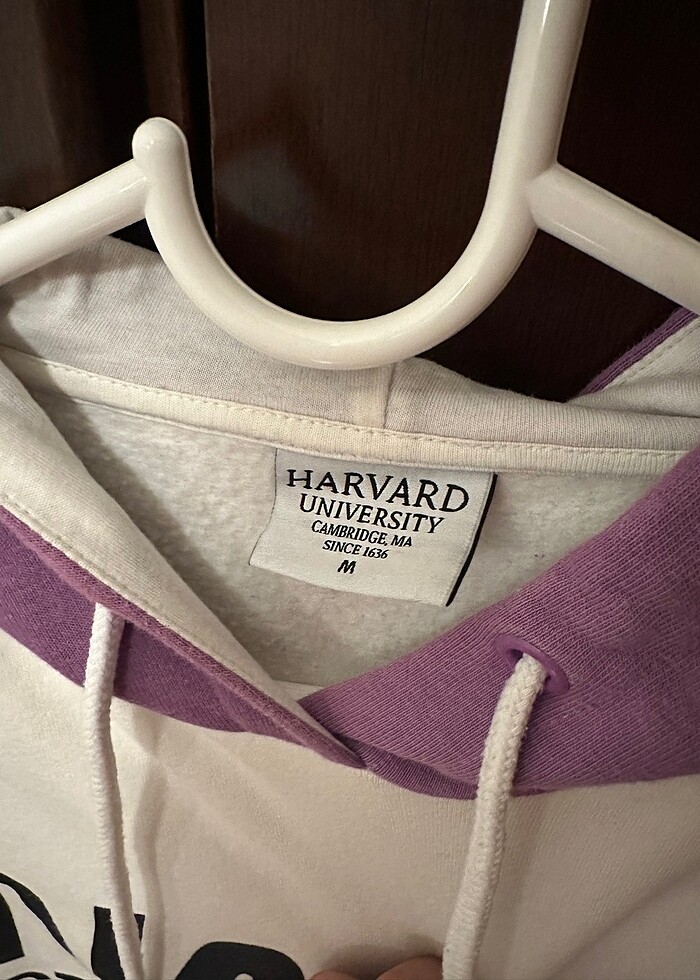 HARVARD
UNIVERSITY
CAMBRIDGE, MA
SINCE 1636
M